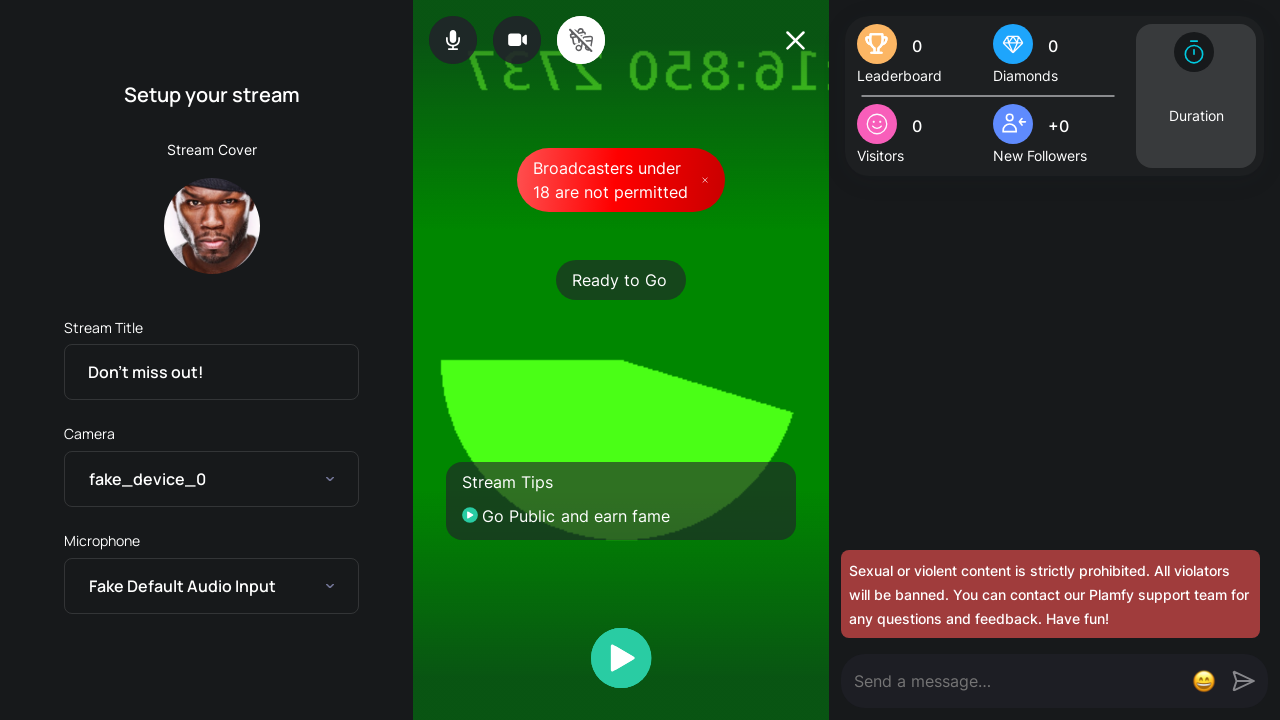 Setup your stream
Stream Cover
Stream Title
Don't miss out!
Camera
fake_device_0
Microphone
Fake Default Audio Input
Broadcasters under
18 are not permitted
Ready to Go
Stream Tips
Go Public and earn fame
0
Leaderboard
0
Diamonds
0
Visitors
+0
New Followers
Duration
Sexual or violent content is strictly prohibited. All violators
will be banned. You can contact our Plamfy support team for
any questions and feedback. Have fun!
Send a message...